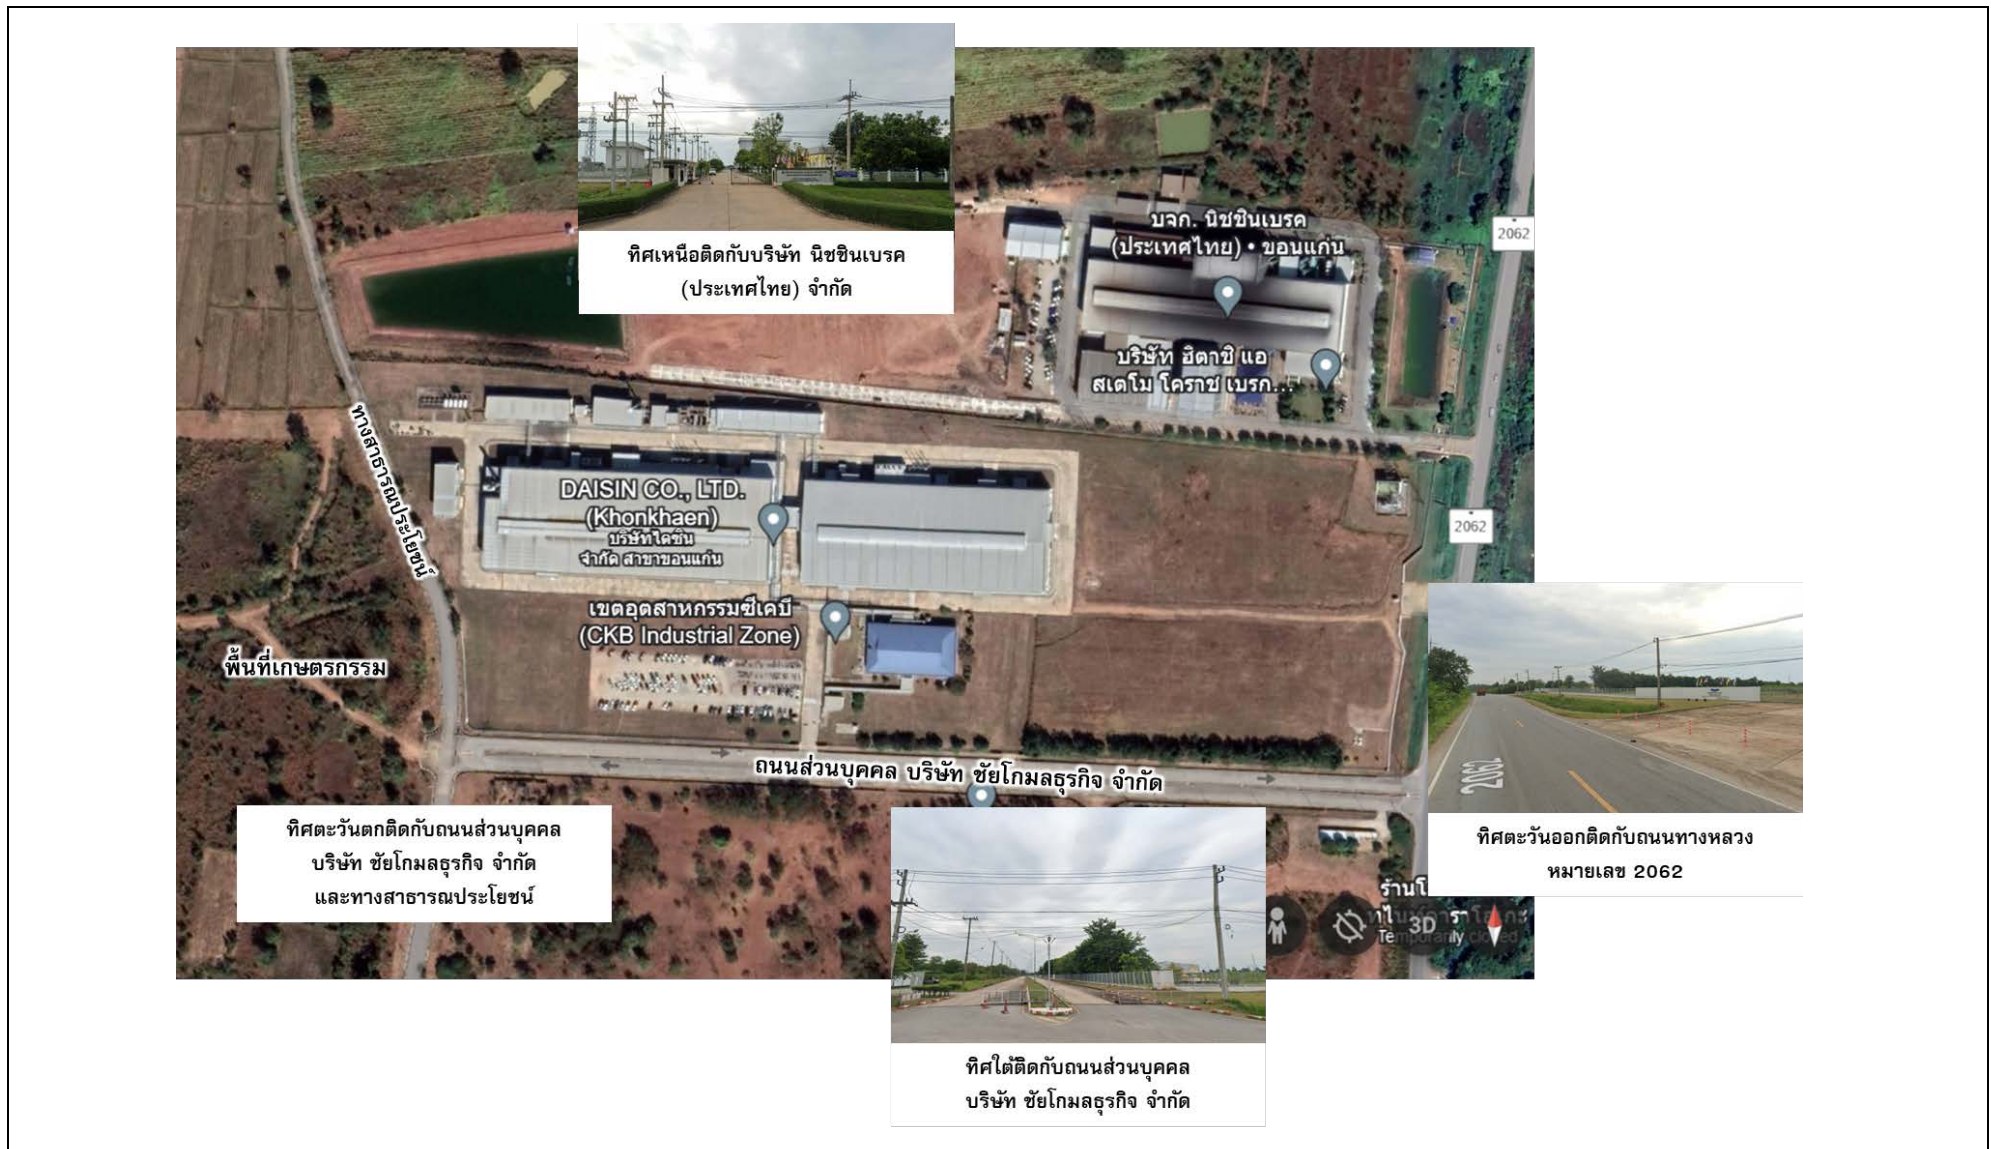 ทิศเหนือติดกับบริษัท นิชชินเบรค
(ประเทศไทย) จำกัด
บจก. นิชชินเบรค
(ประเทศไทย) • ขอนแก่น
2062
บริษัท ฮิตาชิ แอ
สเตโม โคราช เบรก...
ทางสาธารณประโยชน์
DAISIN CO., LTD.
(Khonkhaen)
บริษัทไดซิน
จำกัด สาขาขอนแก่น
2062
เขตอุตสาหกรรมซีเคบี
(CKB Industrial Zone)
พื้นที่เกษตรกรรม
ถนนส่วนบุคคล บริษัท ชัยโกมลธุรกิจ จำกัด
2062
ทิศตะวันตกติดกับถนนส่วนบุคคล
บริษัท ชัยโกมลธุรกิจ จำกัด
และทางสาธารณประโยชน์
ทิศตะวันออกติดกับถนนทางหลวง
หมายเลข 2062
3D
Temporarily closed
ทิศใต้ติดกับถนนส่วนบุคคล
บริษัท ชัยโกมลธุรกิจ จำกัด